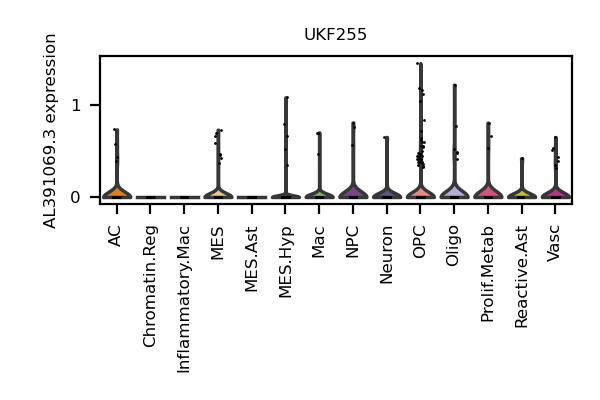 UKF255
AL391069.3 expression
1
0
AC
Chromatin.Reg
Inflammatory.Mac
MES
MES.Ast
MES.Hyp
Mac
NPC
Neuron
OPC
Oligo
Prolif.Metab
Reactive.Ast
Vasc